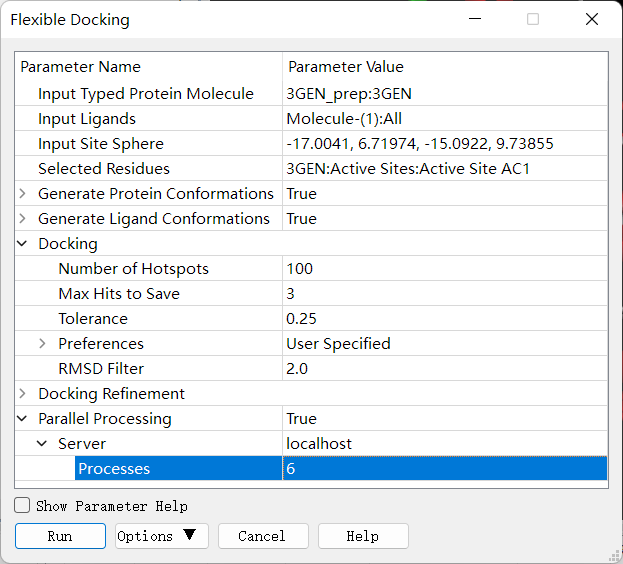 Flexible Docking
Parameter Name Parameter Value
Input Typed Protein Molecule 3GEN_prep:3GEN
Input Ligands Molecule-(1):All
Input Site Sphere -17.0041, 6.71974, -15.0922, 9.73855
Selected Residues 3GEN:Active Sites:Active Site AC1
Generate Protein Conformations True
Generate Ligand Conformations True
Docking
Number of Hotspots 100
Max Hits to Save 3
Tolerance 0.25
Preferences User Specified
RMSD Filter 2.0
Docking Refinement
Parallel Processing True
Server localhost
Processes 6
Show Parameter Help
Run Options ▼ Cancel Help